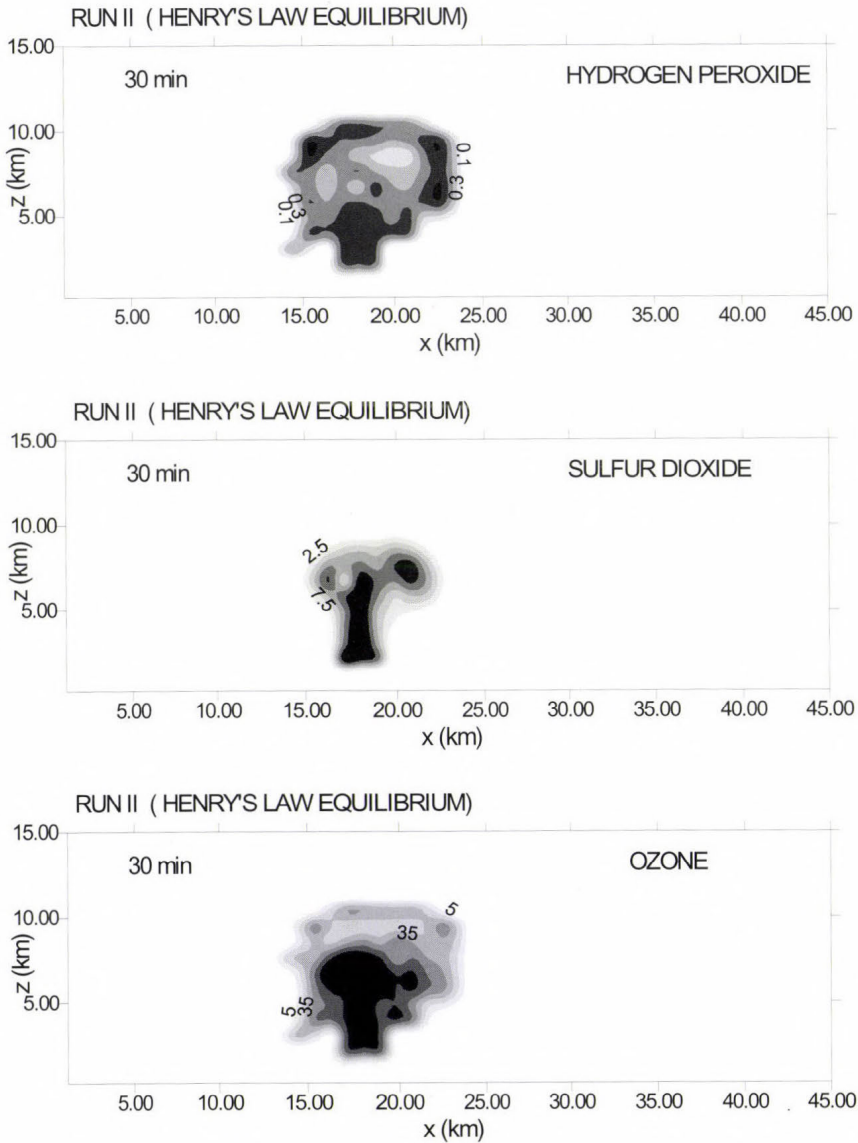 RUN II ( HENRY'S LAW EQUILIBRIUM)
15.00
30 min
HYDROGEN PEROXIDE
10.00
0.1
0.3
z (km)
0.3
0.1
5.00
5.00 10.00 15.00 20.00 25.00 30.00 35.00 40.00 45.00
x (km)
RUN II ( HENRY'S LAW EQUILIBRIUM)
15.00
30 min
SULFUR DIOXIDE
10.00
2.5
z (km)
7.5
5.00
5.00 10.00 15.00 20.00 25.00 30.00 35.00 40.00 45.00
x (km)
RUN II ( HENRY'S LAW EQUILIBRIUM)
15.00
30 min
OZONE
10.00
5
35
z (km)
5
35
5.00
5.00 10.00 15.00 20.00 25.00 30.00 35.00 40.00 45.00
x (km)